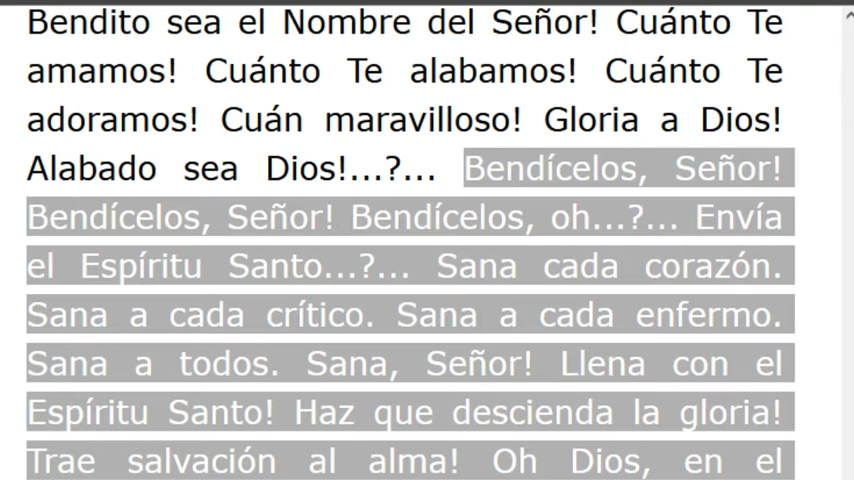 Bendito sea el Nombre del Señor! Cuánto Te
amamos! Cuánto Te alabamos! Cuánto Te
adoramos! Cuán maravilloso! Gloria a Dios!
Alabado sea Dios!...?... Bendícelos, Señor!
Bendícelos, Señor! Bendícelos, oh...?... Envía
el Espíritu Santo...?... Sana cada corazón.
Sana a cada crítico. Sana a cada enfermo.
Sana a todos. Sana, Señor! Llena con el
Espíritu Santo! Haz que descienda la gloria!
Trae salvación al alma! Oh Dios, en el